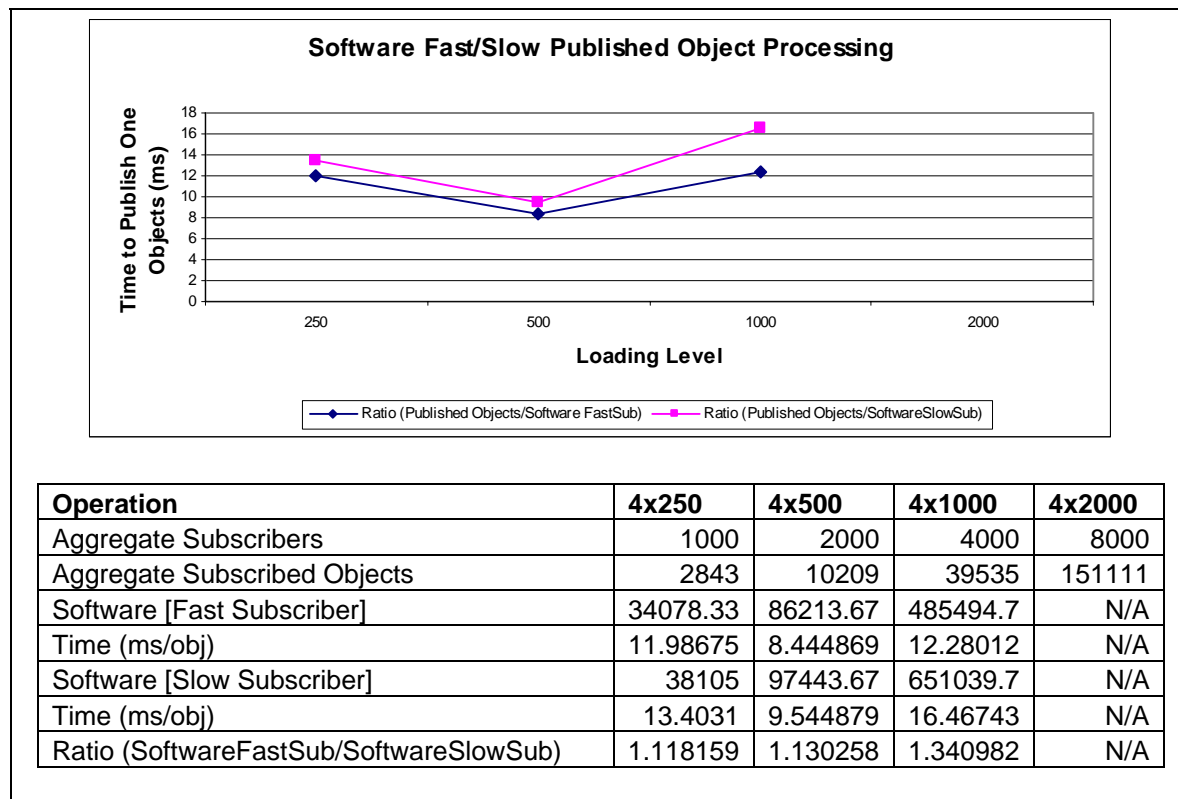 Software Fast/Slow Published Object Processing
Time to Publish One
Objects (ms)
18
16
14
12
10
8
6
4
2
0
250 500 1000 2000
Loading Level
Ratio (Published Objects/Software FastSub) Ratio (Published Objects/SoftwareSlowSub)
Operation 4x250 4x500 4x1000 4x2000
Aggregate Subscribers 1000 2000 4000 8000
Aggregate Subscribed Objects 2843 10209 39535 151111
Software [Fast Subscriber] 34078.33 86213.67 485494.7 N/A
Time (ms/obj) 11.98675 8.444869 12.28012 N/A
Software [Slow Subscriber] 38105 97443.67 651039.7 N/A
Time (ms/obj) 13.4031 9.544879 16.46743 N/A
Ratio (SoftwareFastSub/SoftwareSlowSub) 1.118159 1.130258 1.340982 N/A